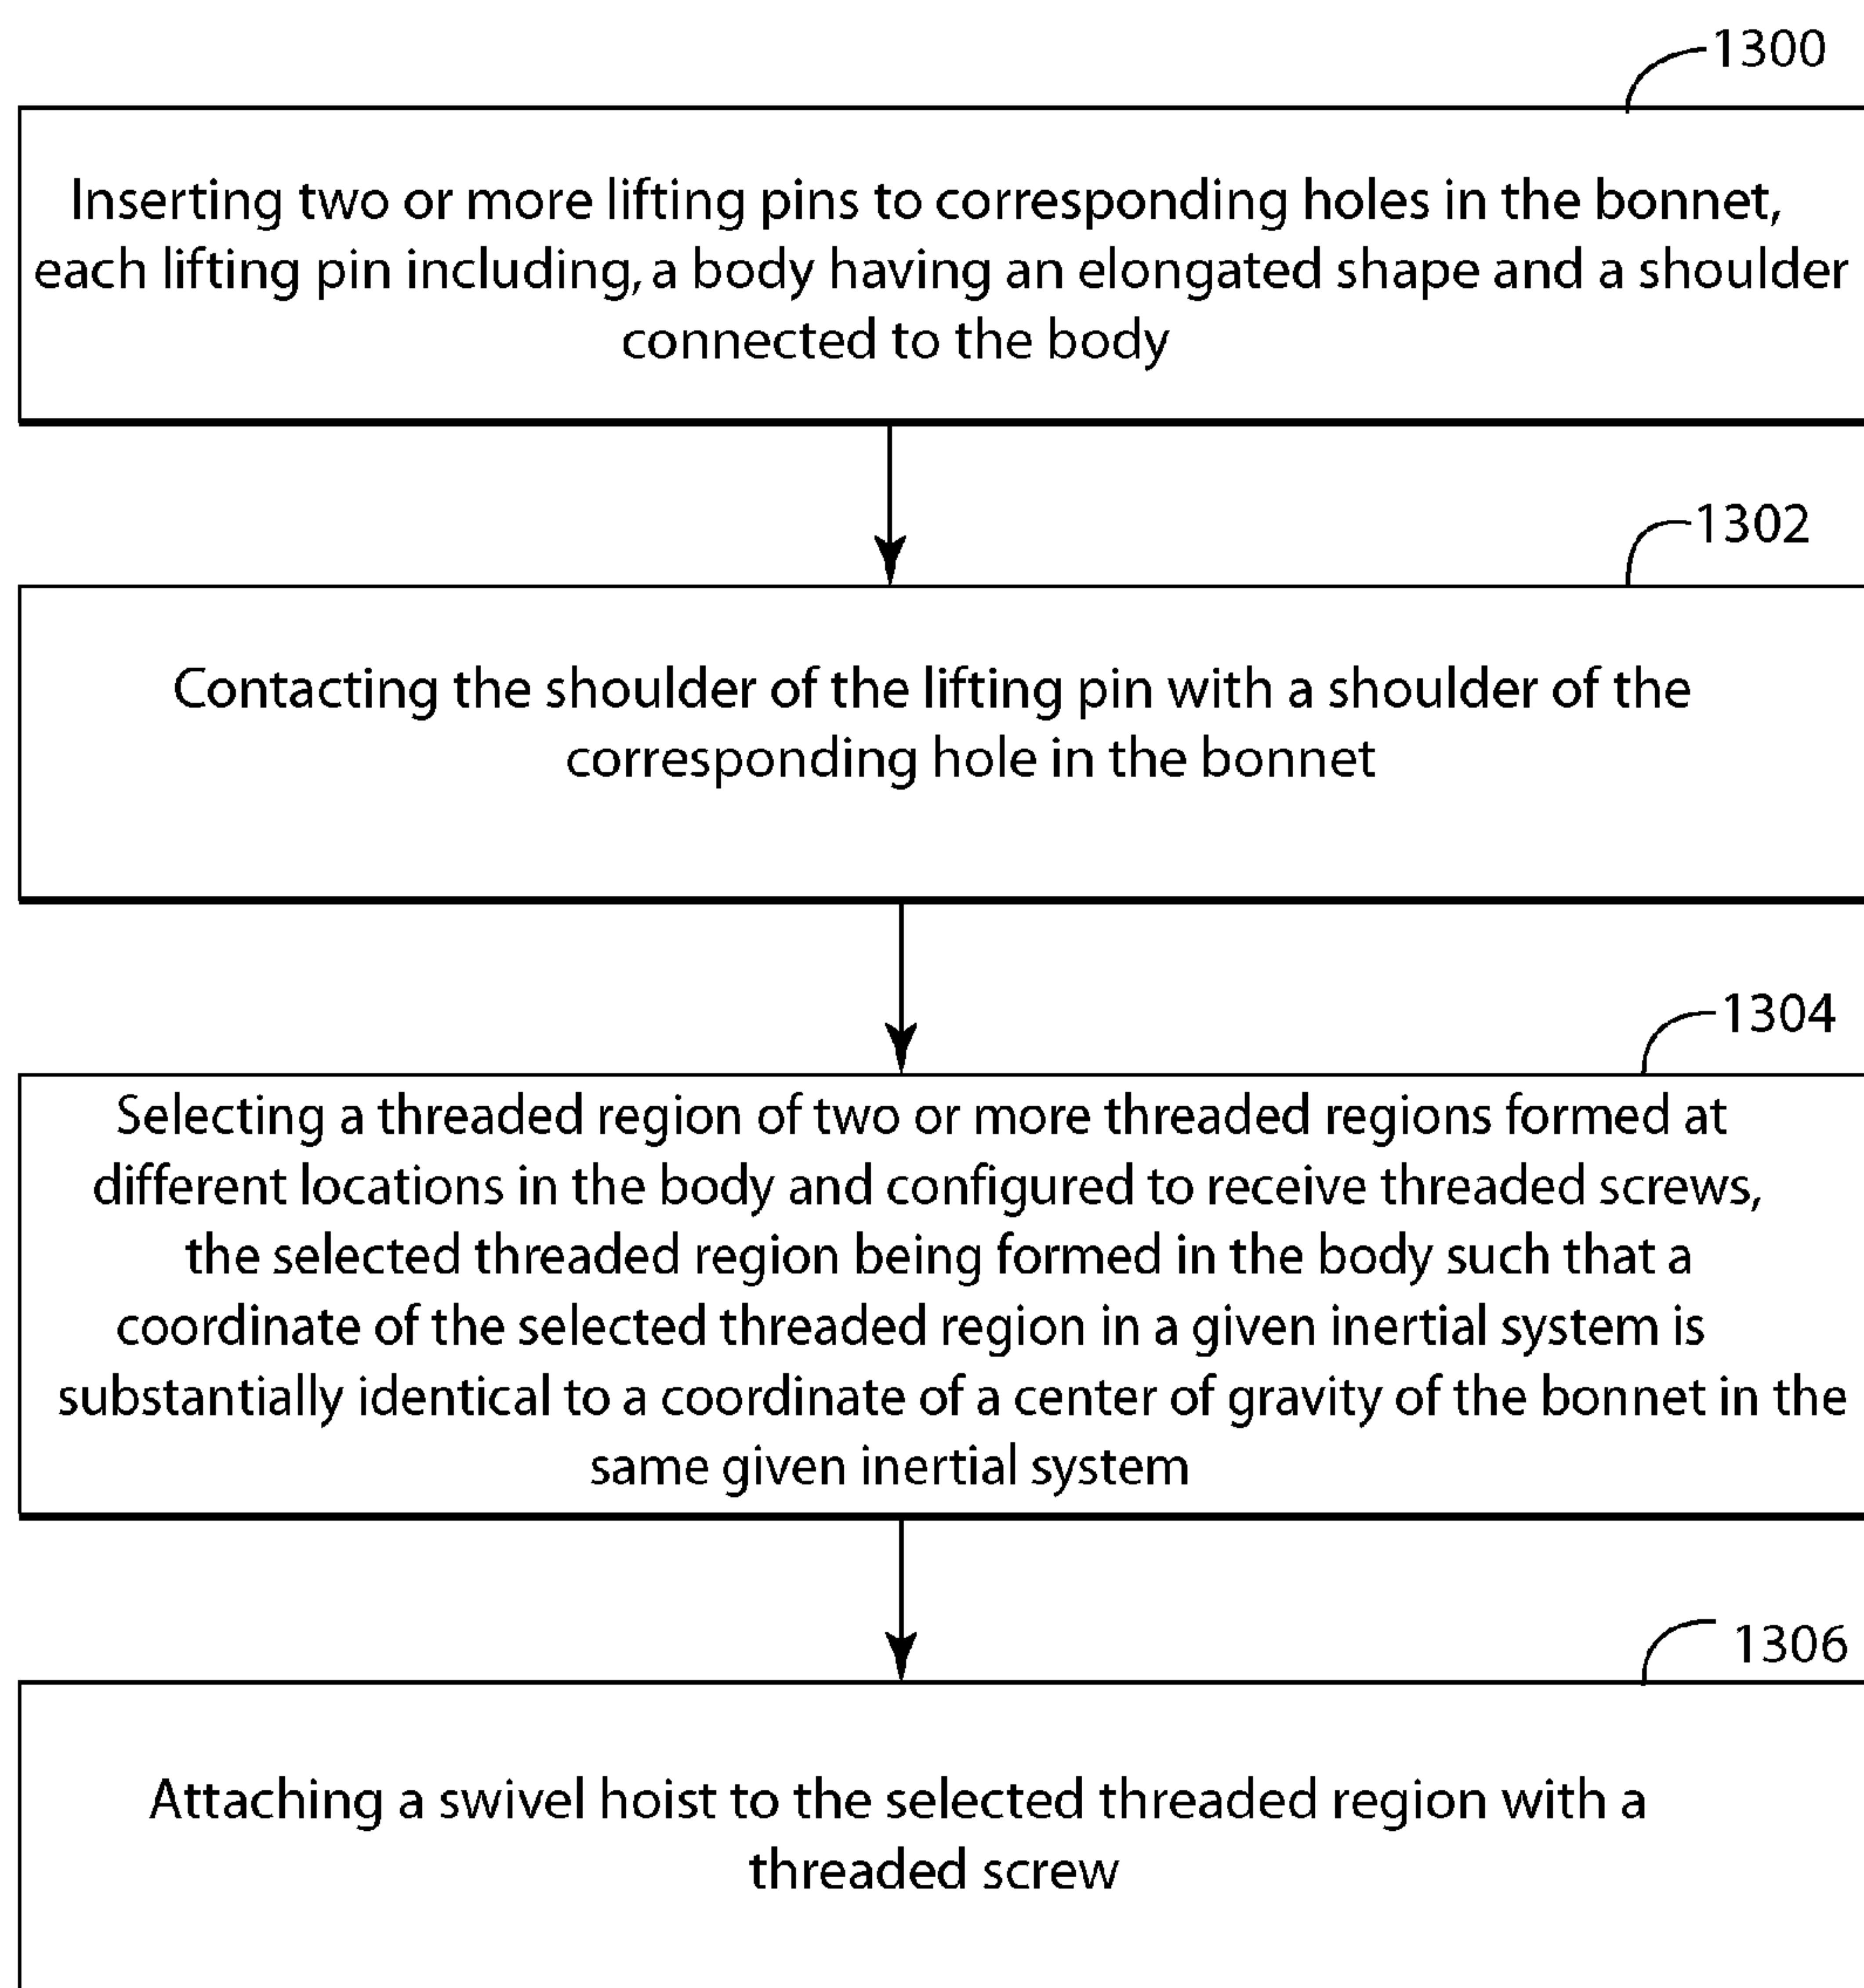 1300
Inserting two or more lifting pins to corresponding holes in the bonnet,
each lifting pin including, a body having an elongated shape and a shoulder
connected to the body
1302
Contacting the shoulder of the lifting pin with a shoulder of the
corresponding hole in the bonnet
1304
Selecting a threaded region of two or more threaded regions formed at
different locations in the body and configured to receive threaded screws,
the selected threaded region being formed in the body such that a
coordinate of the selected threaded region in a given inertial system is
substantially identical to a coordinate of a center of gravity of the bonnet in the
same given inertial system
1306
Attaching a swivel hoist to the selected threaded region with a
threaded screw